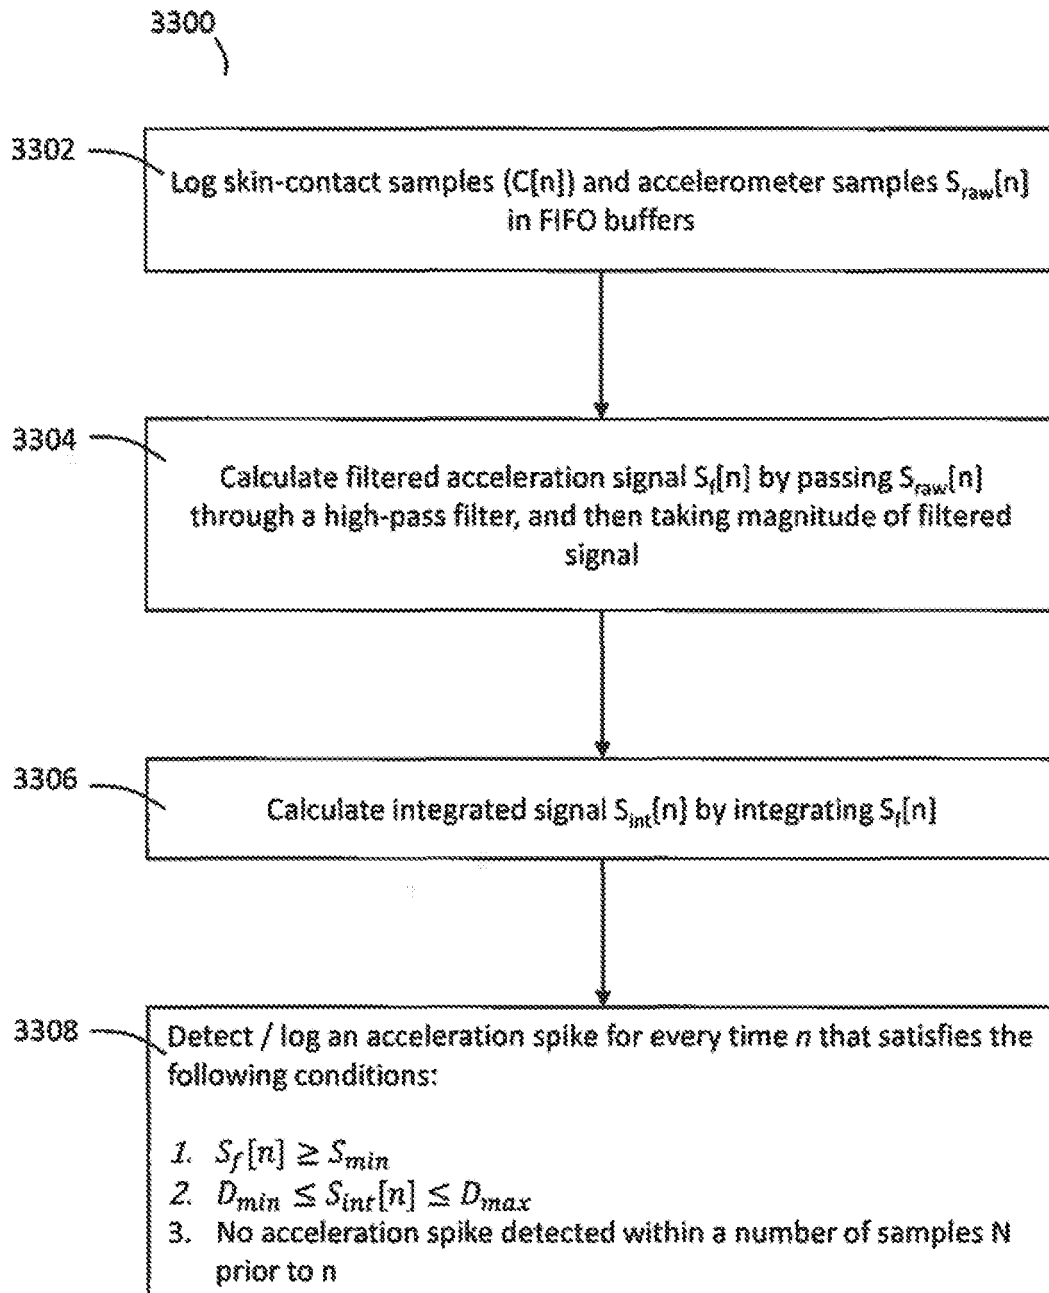 3300
3302
Log skin-contact samples (C[n]) and accelerometer samples S_raw[n]
in FIFO buffers
3304
Calculate filtered acceleration signal S_f[n] by passing S_raw[n]
through a high-pass filter, and then taking magnitude of filtered
signal
3306
Calculate integrated signal S_int[n] by integrating S_f[n]
3308
Detect / log an acceleration spike for every time n that satisfies the
following conditions:
1. S_f[n] ≥ S_min
2. D_min ≤ S_int[n] ≤ D_max
3. No acceleration spike detected within a number of samples N
prior to n